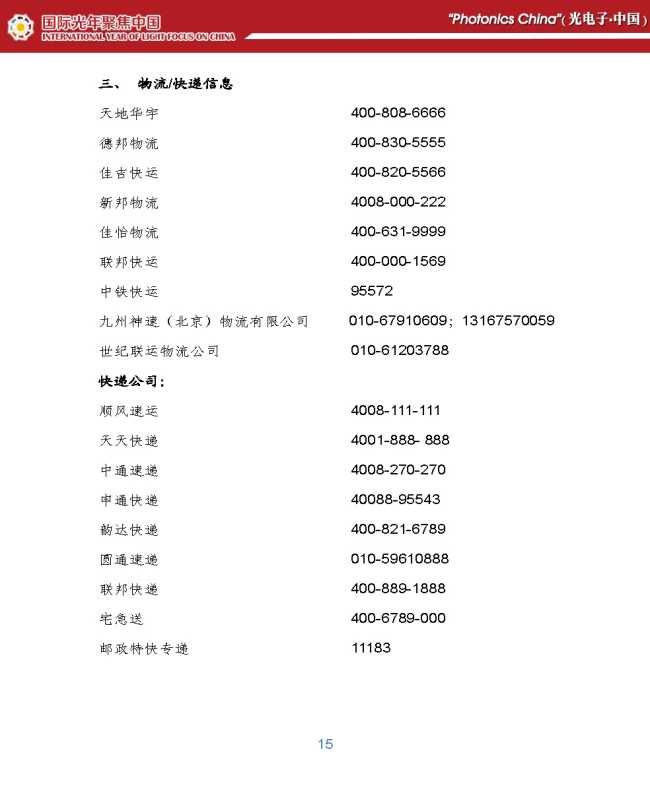 国际光年聚焦中国
INTERNATIONAL YEAR OF LIGHT FOCUS ON CHINA
“Photonics China”(光电子·中国)
三、 物流/快递信息
天地华宇 400-808-6666
德邦物流 400-830-5555
佳吉快运 400-820-5566
新邦物流 4008-000-222
佳怡物流 400-631-9999
联邦快运 400-000-1569
中铁快运 95572
九州神速（北京）物流有限公司 010-67910609；13167570059
世纪联运物流公司 010-61203788
快递公司：
顺风速运 4008-111-111
天天快递 4001-888- 888
中通速递 4008-270-270
申通快递 40088-95543
韵达快递 400-821-6789
圆通速递 010-59610888
联邦快递 400-889-1888
宅急送 400-6789-000
邮政特快专递 11183
15